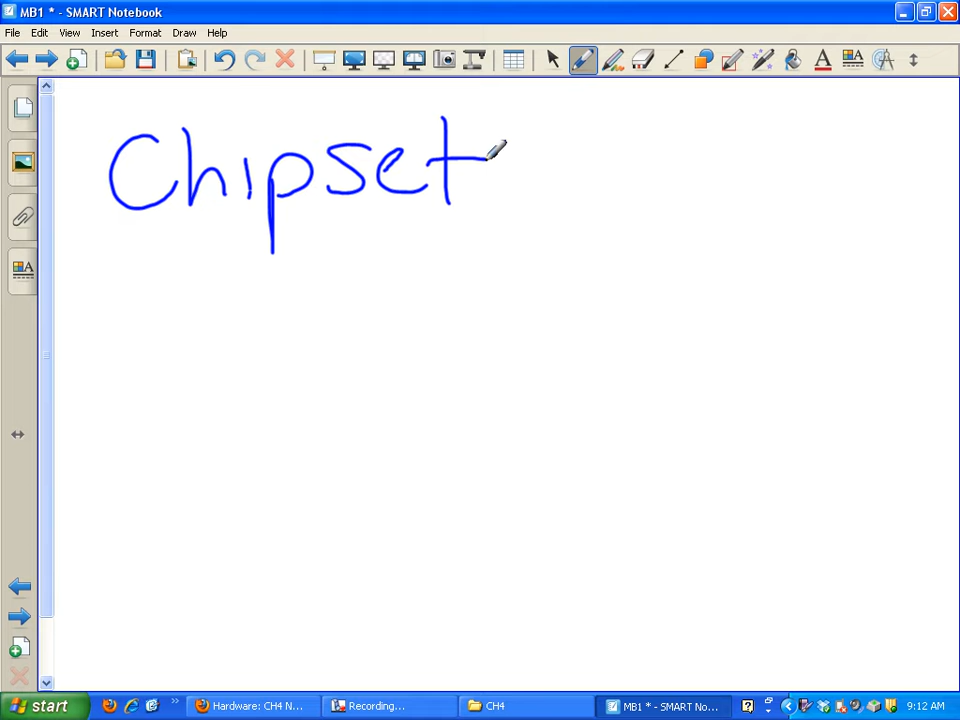 MB1 * - SMART Notebook
File Edit View Insert Format Draw Help
Chipset
start
Hardware: CH4 N...
Recording...
CH4
MB1 * - SMART No...
9:12 AM